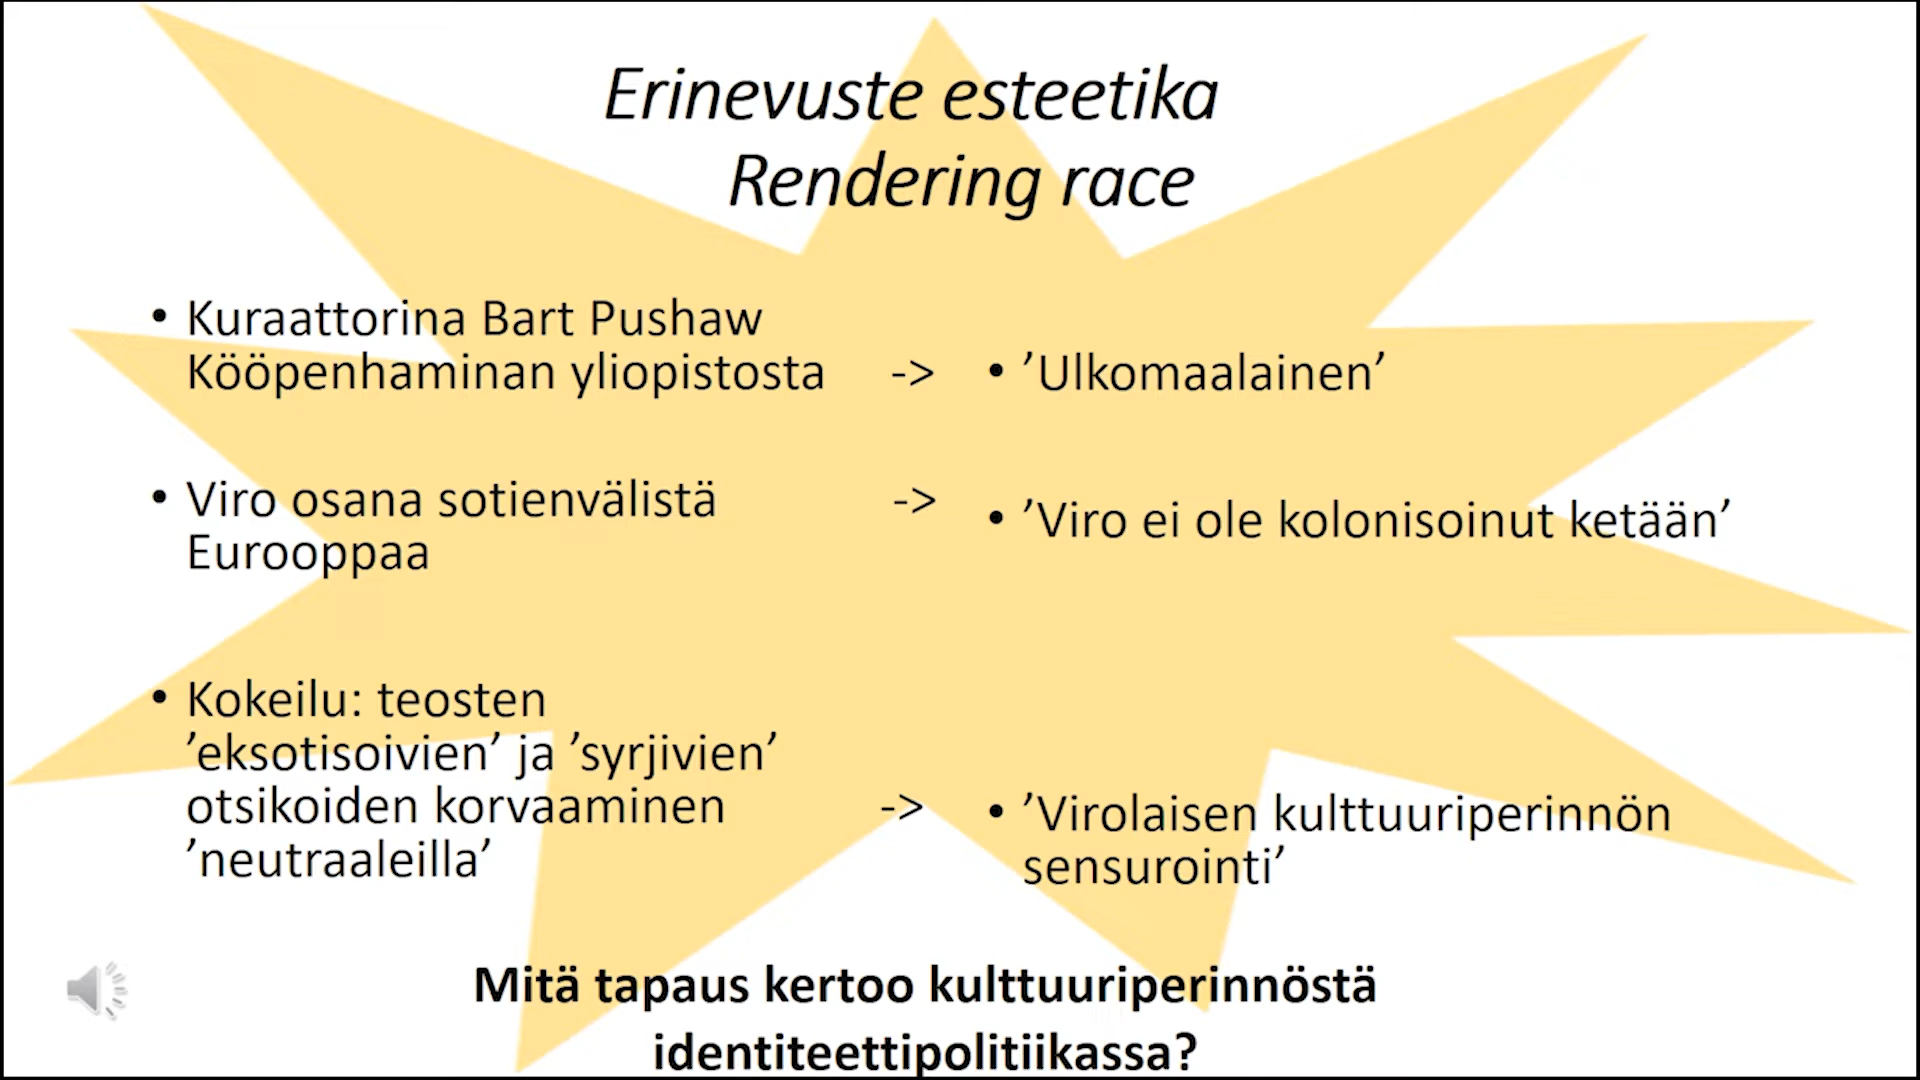 Erinevuste esteetika
Rendering race
• Kuraattorina Bart Pushaw
Kööpenhaminan yliopistosta ->
• ’Ulkomaalainen’
• Viro osana sotienvälistä ->
Eurooppaa
• ’Viro ei ole kolonisoinut ketään’
• Kokeilu: teosten
’eksotisoivien’ ja ’syrjivien’
otsikoiden korvaaminen ->
’neutraaleilla’
• ’Virolaisen kulttuuriperinnön
sensurointi’
Mitä tapaus kertoo kulttuuriperinnöstä
identiteettipolitiikassa?